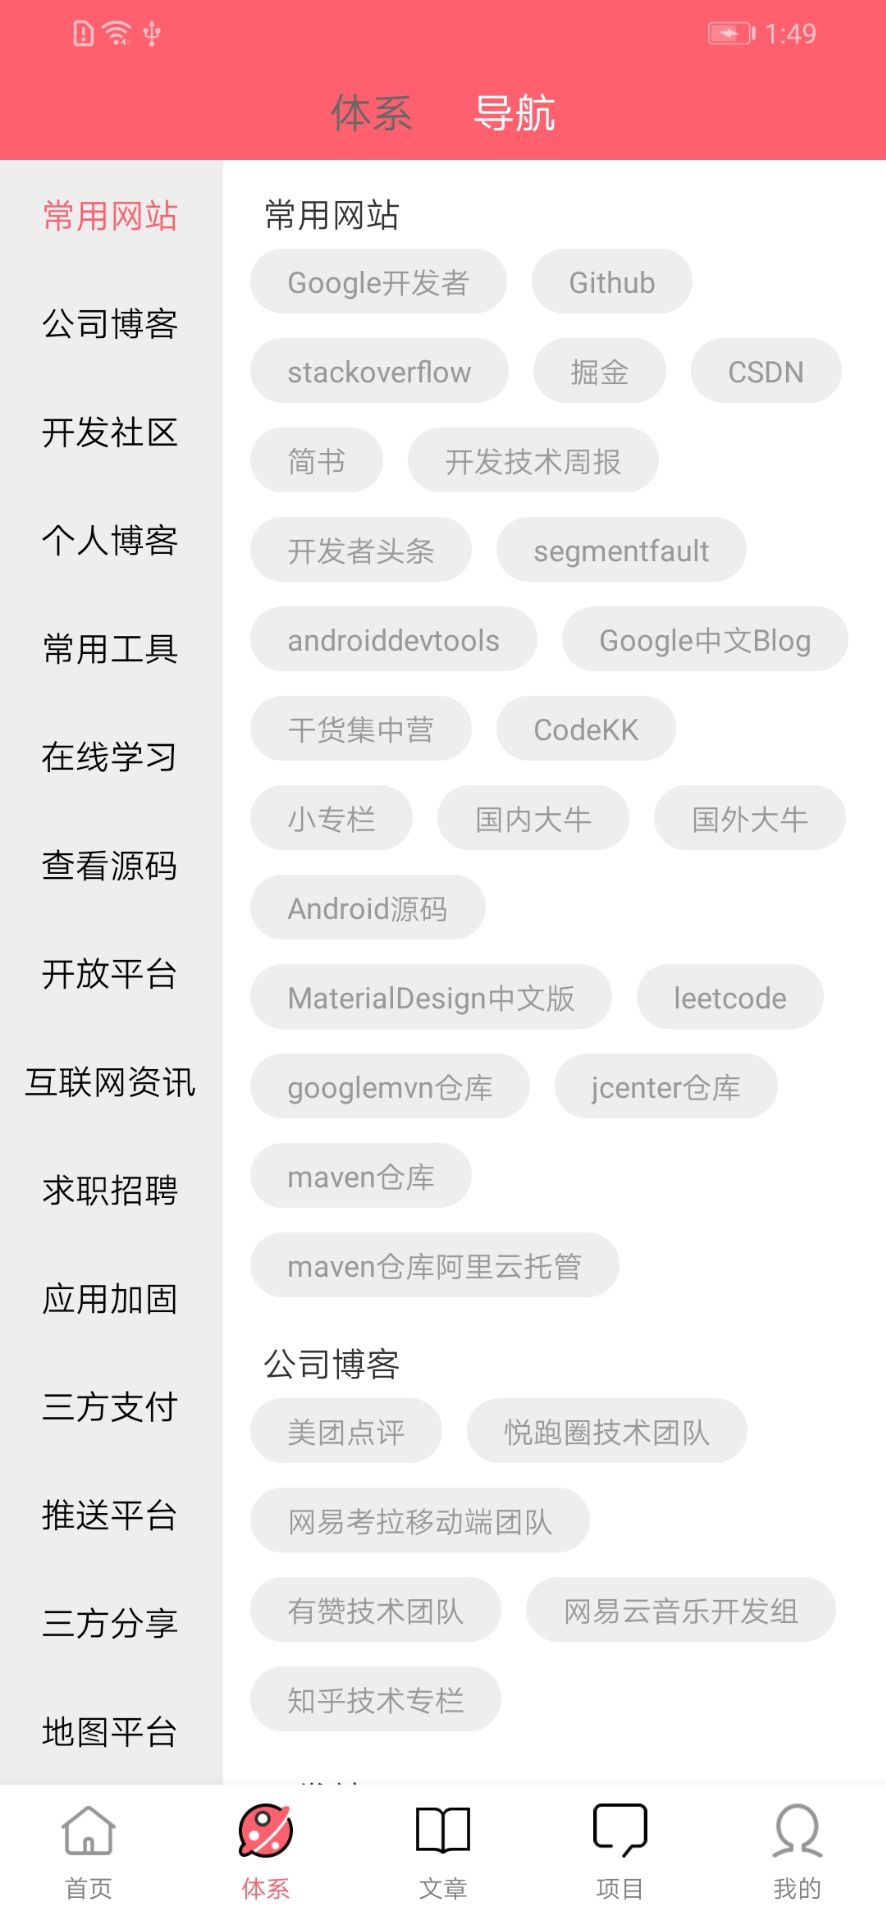 1:49
体系 导航
常用网站
公司博客
开发社区
个人博客
常用工具
在线学习
查看源码
开放平台
互联网资讯
求职招聘
应用加固
三方支付
推送平台
三方分享
地图平台
常用网站
Google开发者 Github
stackoverflow 掘金 CSDN
简书 开发技术周报
开发者头条 segmentfault
androiddevtools Google中文Blog
干货集中营 CodeKK
小专栏 国内大牛 国外大牛
Android源码
MaterialDesign中文版 leetcode
googlemvn仓库 jcenter仓库
maven仓库
maven仓库阿里云托管
公司博客
美团点评 悦跑圈技术团队
网易考拉移动端团队
有赞技术团队 网易云音乐开发组
知乎技术专栏
首页 体系 文章 项目 我的